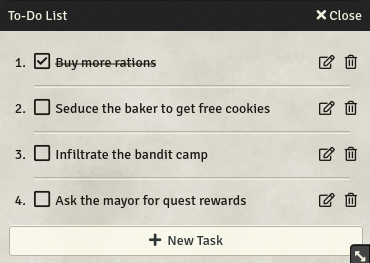 To-Do List
Close
1. Buy more rations
2. Seduce the baker to get free cookies
3. Infiltrate the bandit camp
4. Ask the mayor for quest rewards
New Task